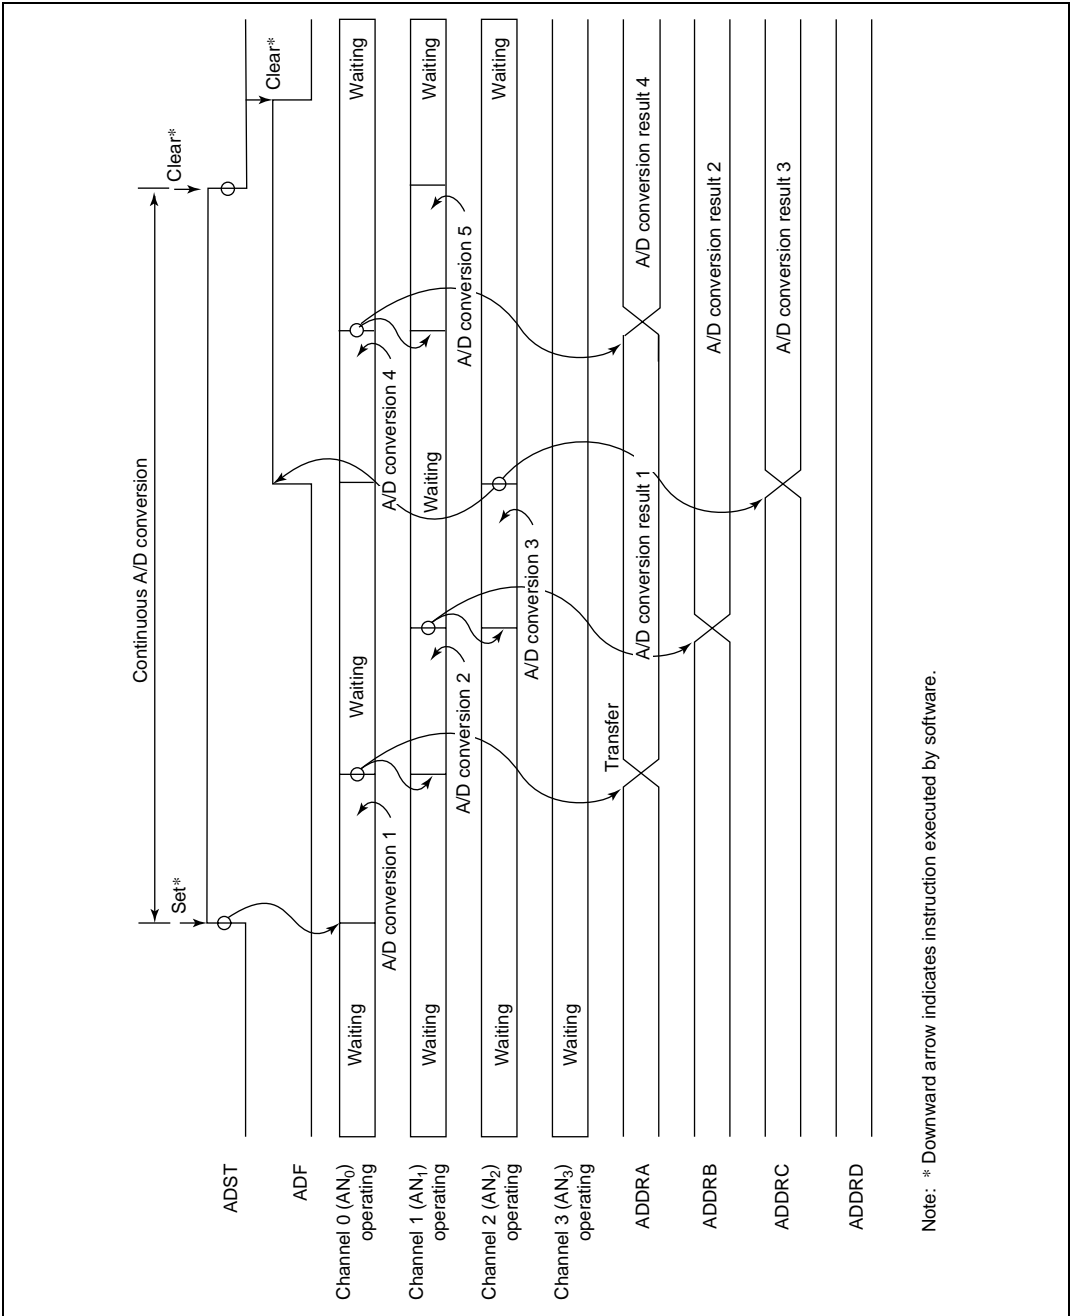 Continuous A/D conversion
Set*
Clear*
Clear*
ADST
ADF
Channel 0 (AN0)
operating
Waiting
A/D conversion 1
Waiting
A/D conversion 4
Waiting
Channel 1 (AN1)
operating
Waiting
A/D conversion 2
Waiting
A/D conversion 5
Waiting
Channel 2 (AN2)
operating
Waiting
A/D conversion 3
Waiting
Channel 3 (AN3)
operating
Waiting
Transfer
ADDRA
A/D conversion result 1
A/D conversion result 4
ADDRB
A/D conversion result 2
ADDRC
A/D conversion result 3
ADDRD
Note: * Downward arrow indicates instruction executed by software.